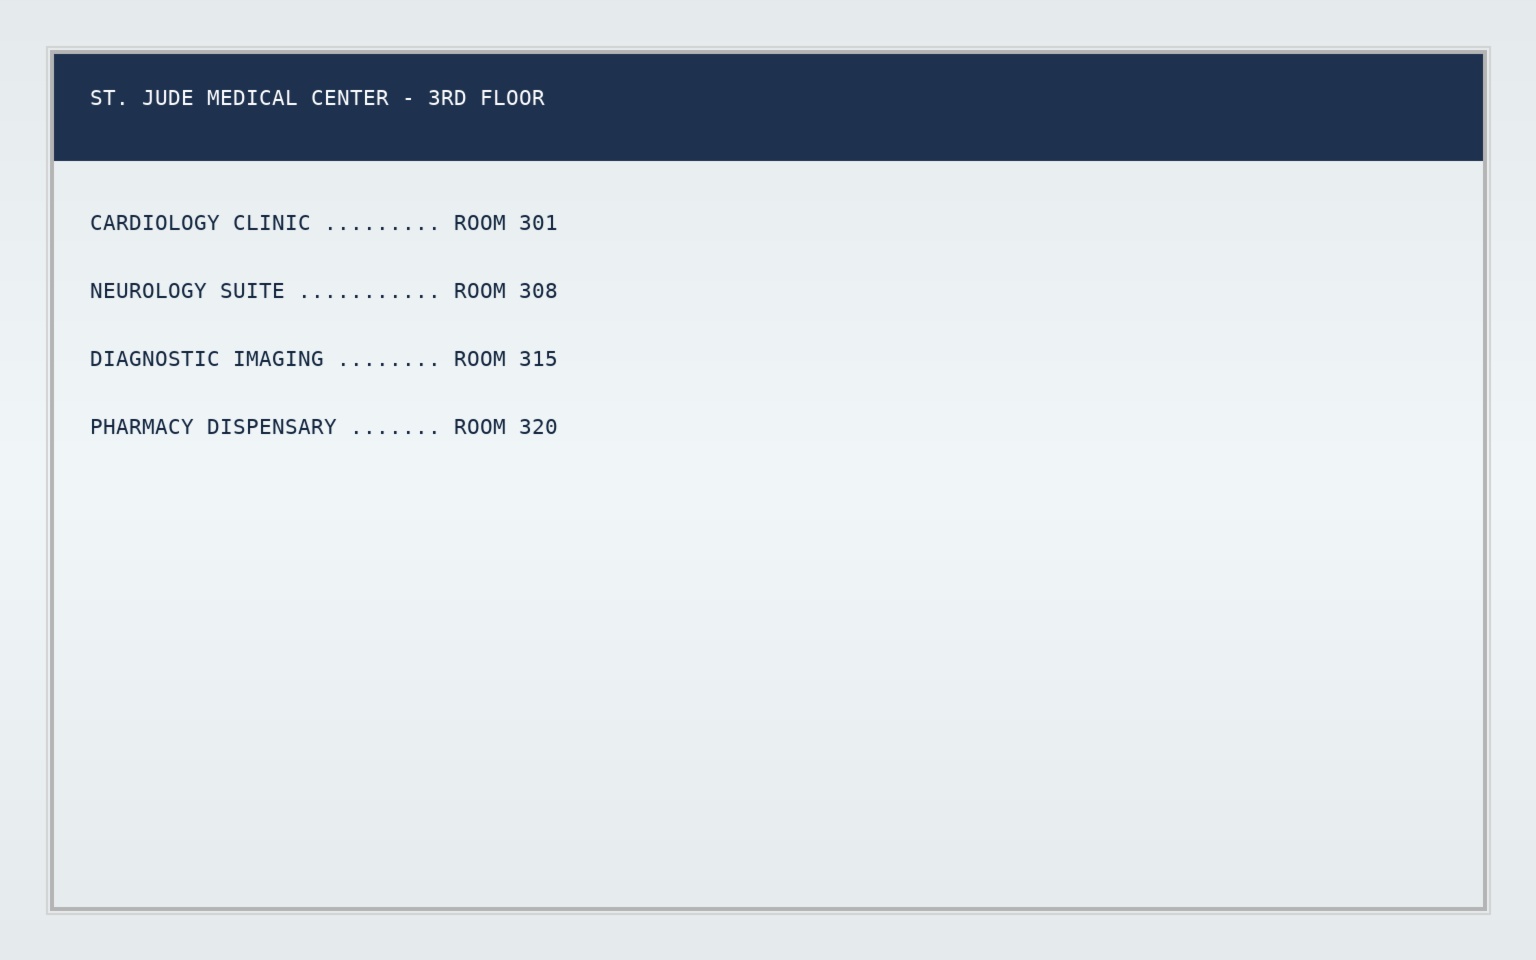 ST. JUDE MEDICAL CENTER - 3RD FLOOR
CARDIOLOGY CLINIC ......... ROOM 301
NEUROLOGY SUITE ........... ROOM 308
DIAGNOSTIC IMAGING ........ ROOM 315
PHARMACY DISPENSARY ....... ROOM 320